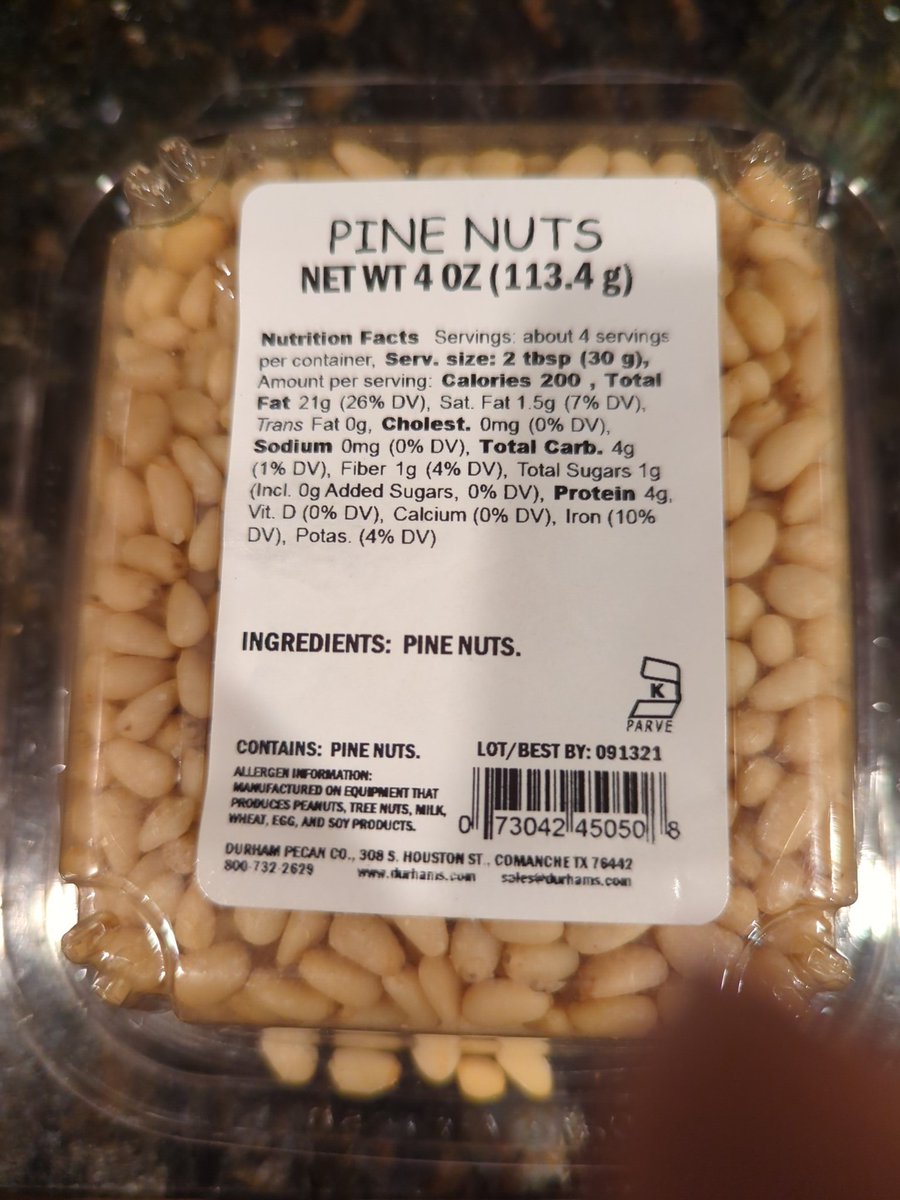 PINE NUTS
NET WT 4 OZ (113.4 g)
Nutrition Facts Servings: about 4 servings
per container, Serv. size: 2 tbsp (30 g),
Amount per serving: Calories 200 , Total
Fat 21g (26% DV), Sat. Fat 1.5g (7% DV),
Trans Fat 0g, Cholest. 0mg (0% DV),
Sodium 0mg (0% DV), Total Carb. 4g
(1% DV), Fiber 1g (4% DV), Total Sugars 1g
(Incl. 0g Added Sugars, 0% DV), Protein 4g,
Vit. D (0% DV), Calcium (0% DV), Iron (10%
DV), Potas. (4% DV)
INGREDIENTS: PINE NUTS.
K
PARVE
CONTAINS: PINE NUTS.
LOT/BEST BY: 091321
ALLERGEN INFORMATION:
MANUFACTURED ON EQUIPMENT THAT
PRODUCES PEANUTS, TREE NUTS, MILK,
WHEAT, EGG, AND SOY PRODUCTS.
0 73042 45050 8
DURHAM PECAN CO., 308 S. HOUSTON ST., COMANCHE TX 76442
800-732-2629 www.durhams.com sales@durhams.com